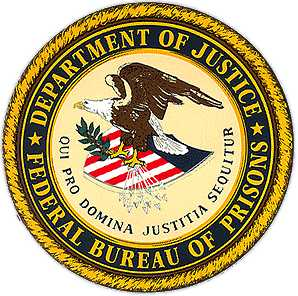 DEPARTMENT OF JUSTICE
QUI PRO DOMINA JUSTITIA SEQUITUR
FEDERAL BUREAU OF PRISONS